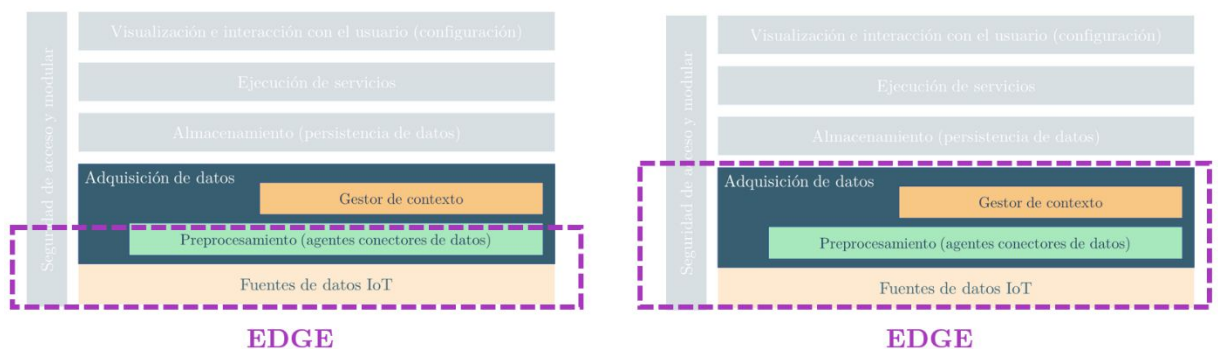 Visualización e interacción con el usuario (configuración)
Ejecución de servicios
Almacenamiento (persistencia de datos)
Seguridad de acceso y modular
Adquisición de datos
Gestor de contexto
Preprocesamiento (agentes conectores de datos)
Fuentes de datos IoT
EDGE
Visualización e interacción con el usuario (configuración)
Ejecución de servicios
Almacenamiento (persistencia de datos)
Seguridad de acceso y modular
Adquisición de datos
Gestor de contexto
Preprocesamiento (agentes conectores de datos)
Fuentes de datos IoT
EDGE